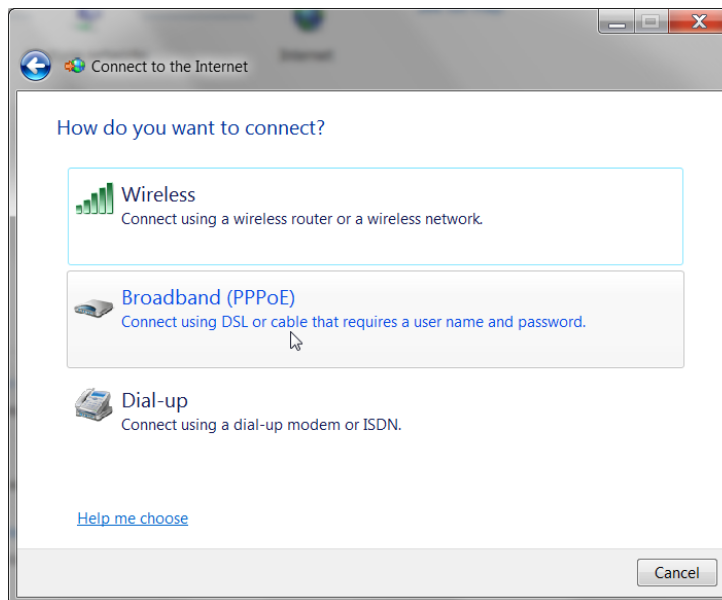 Connect to the Internet
How do you want to connect?
Wireless
Connect using a wireless router or a wireless network.
Broadband (PPPoE)
Connect using DSL or cable that requires a user name and password.
Dial-up
Connect using a dial-up modem or ISDN.
Help me choose
Cancel